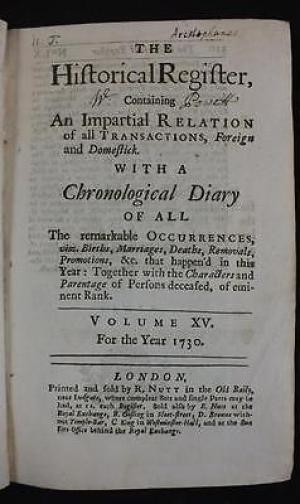 Aristophanes
THE
Historical Register,
Wm. Containing Powell
An Impartial RELATION
of all TRANSACTIONS, Foreign
and Domestick.
WITH A
Chronological Diary
OF ALL
The remarkable OCCURRENCES,
viz. Births, Marriages, Deaths, Removals,
Promotions, &c. that happen'd in this
Year: Together with the Characters and
Parentage of Persons deceased, of emi-
nent Rank.
VOLUME XV.
For the Year 1730.
LONDON,
Printed and sold by R. NUTT in the Old Baily,
near Ludgate, where compleat Sets and single Parts may be
had, at 1 s. each Register. Sold also by E. Nutt at the
Royal Exchange, R. Gosling in Fleet-street, D. Browne with-
out Temple-Bar, C. King in Westminster-Hall, and at the Sun
Fire Office behind the Royal Exchange.